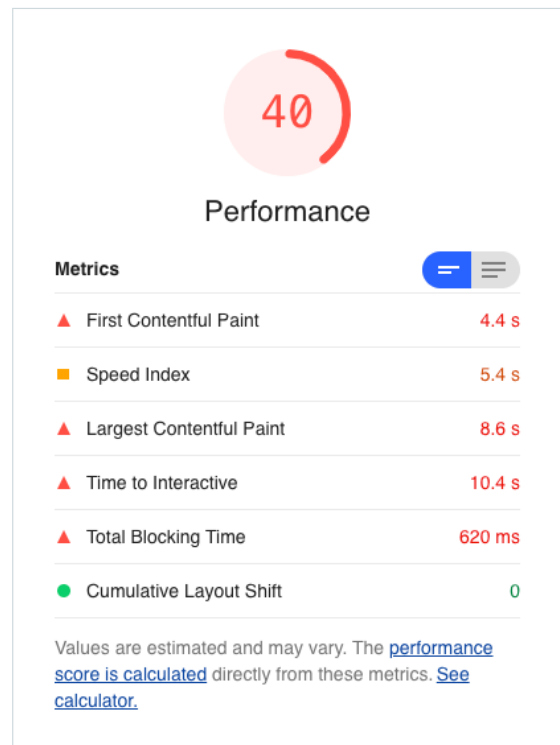 40
Performance
Metrics
First Contentful Paint 4.4 s
Speed Index 5.4 s
Largest Contentful Paint 8.6 s
Time to Interactive 10.4 s
Total Blocking Time 620 ms
Cumulative Layout Shift 0
Values are estimated and may vary. The performance
score is calculated directly from these metrics. See
calculator.